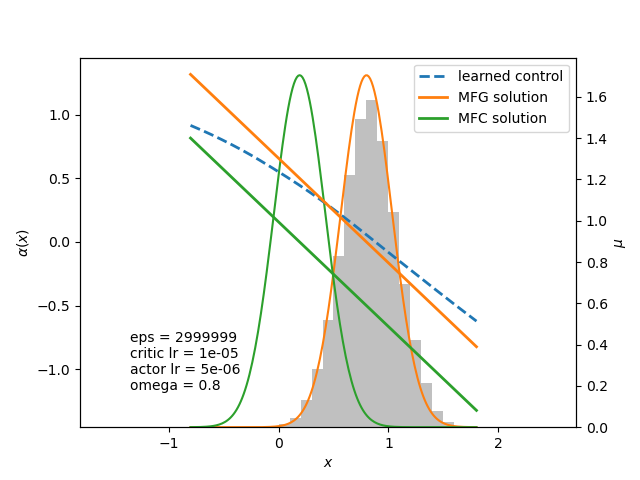 learned control
MFG solution
MFC solution
α(x)
1.0
0.5
0.0
−0.5
−1.0
1.6
1.4
1.2
1.0
0.8
0.6
0.4
0.2
0.0
μ
eps = 2999999
critic lr = 1e-05
actor lr = 5e-06
omega = 0.8
−1
0
1
2
x